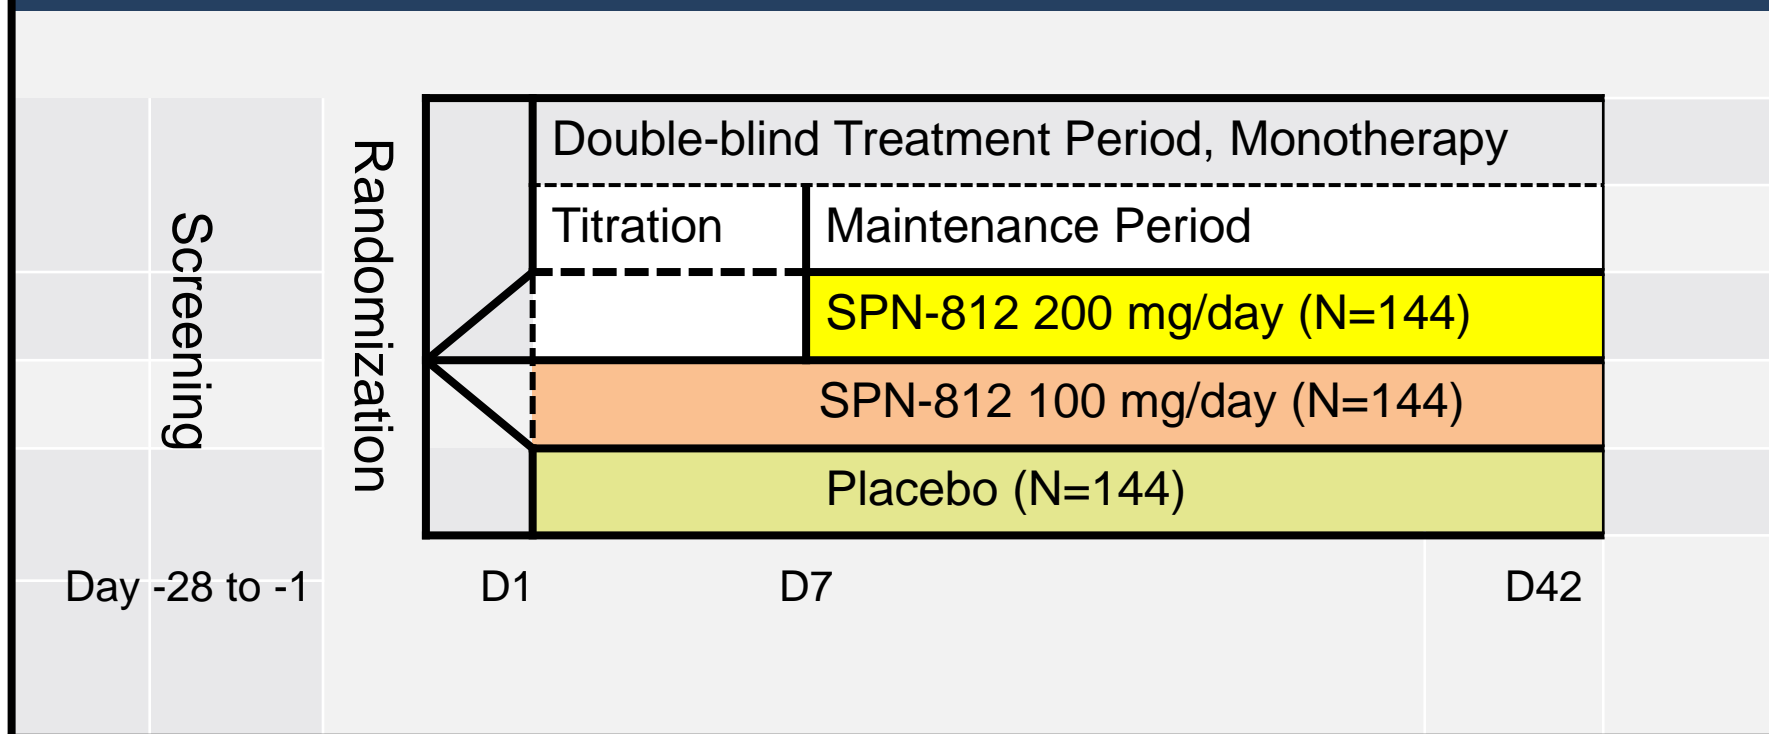 Screening
Randomization
Double-blind Treatment Period, Monotherapy
Titration
Maintenance Period
SPN-812 200 mg/day (N=144)
SPN-812 100 mg/day (N=144)
Placebo (N=144)
Day -28 to -1
D1
D7
D42